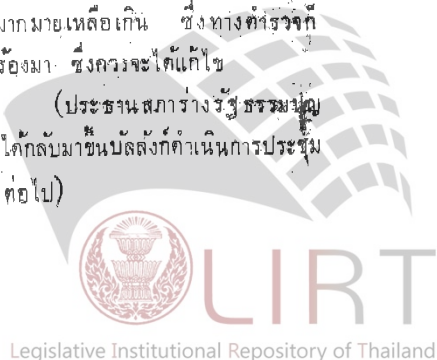 มากมายเหลือเกิน ซึ่งทางตำรวจก็
ร้องมา ซึ่งควรจะได้แก้ไข
(ประธานสภาร่างรัฐธรรมนูญ
ได้กลับมาขึ้นบัลลังก์ดำเนินการประชุม
ต่อไป)
LIRT
Legislative Institutional Repository of Thailand